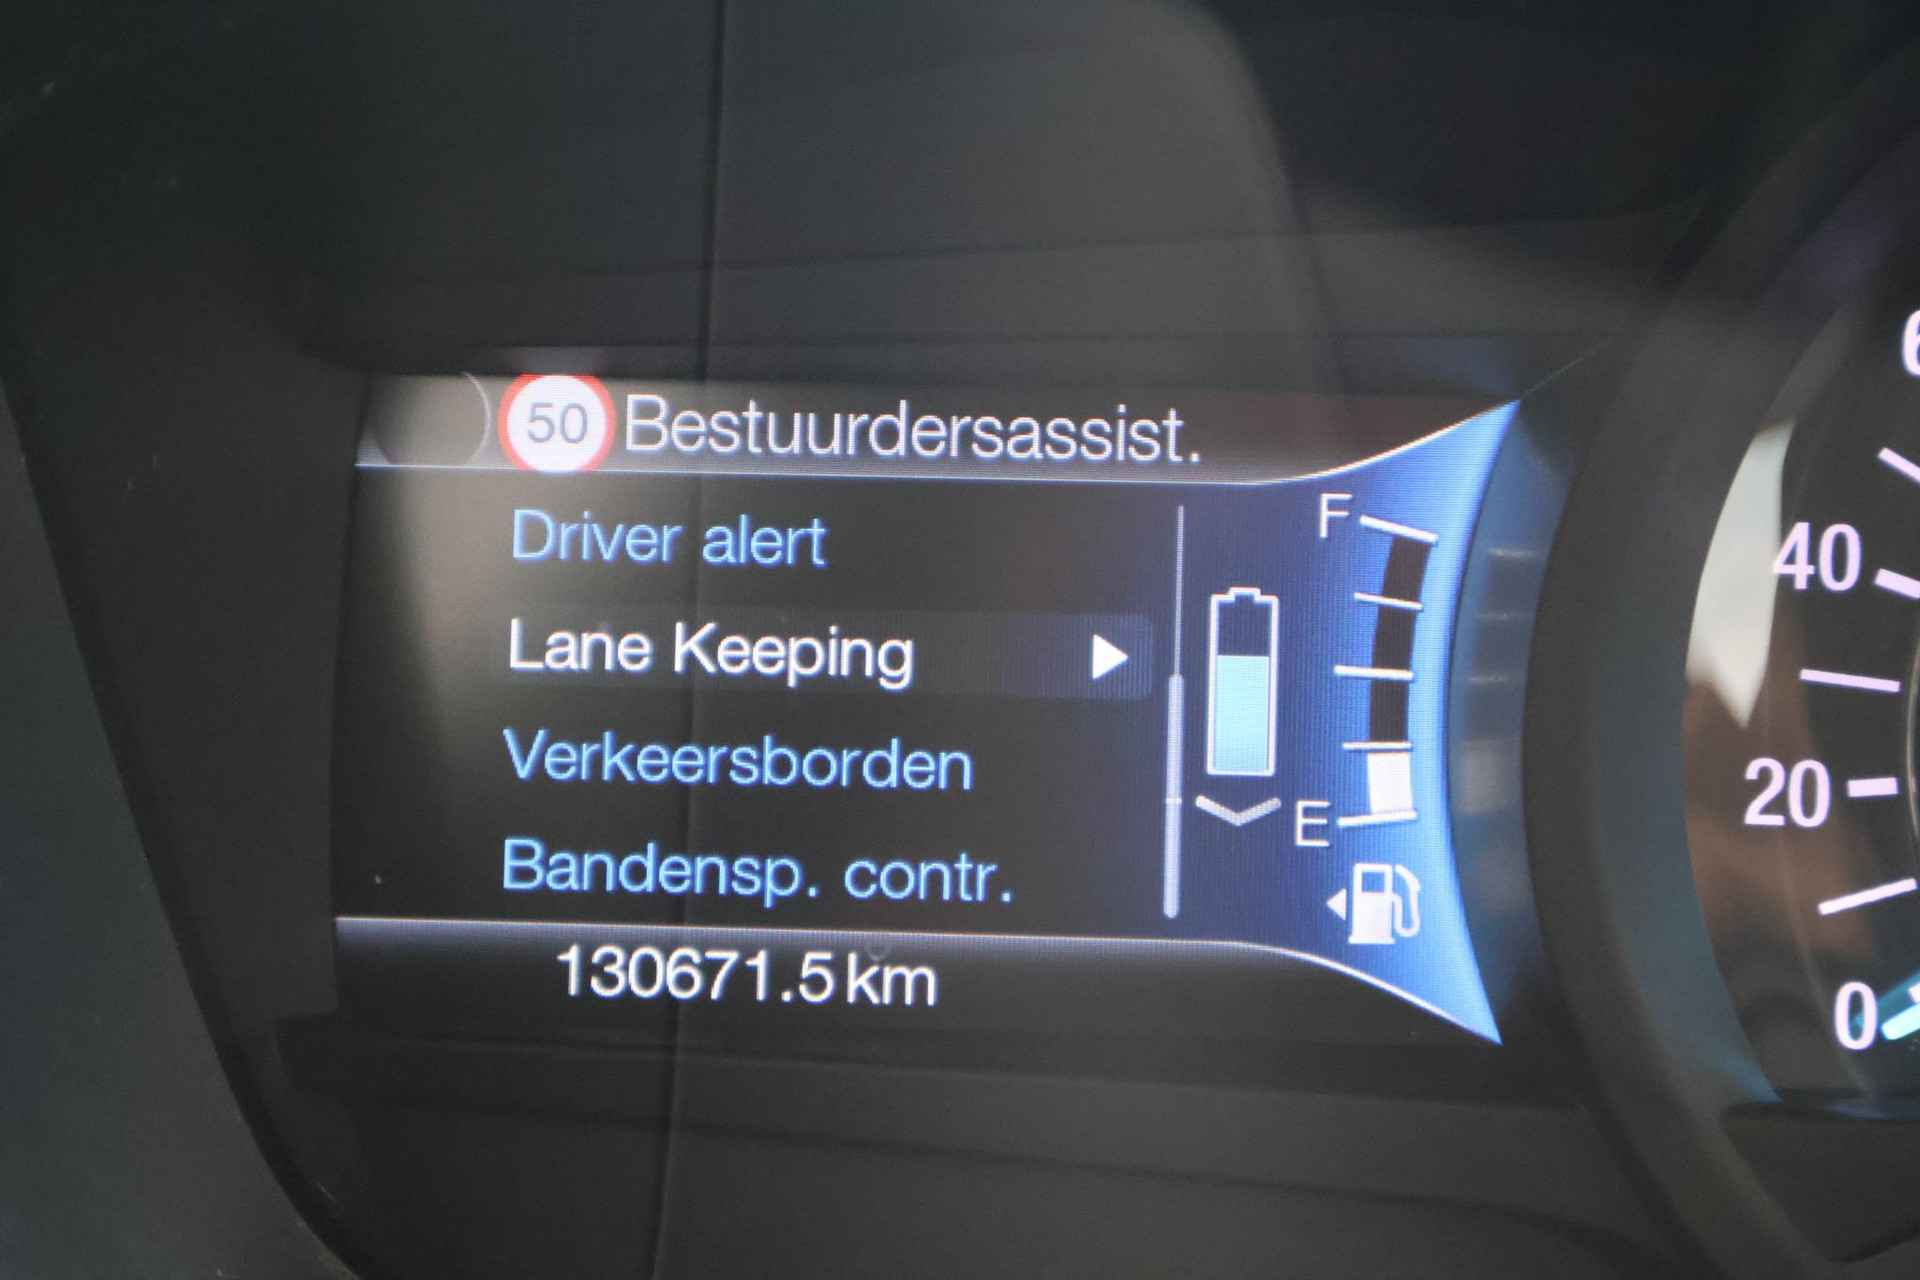 50 Bestuurdersassist.
Driver alert
Lane Keeping
Verkeersborden
Bandensp. contr.
130671.5 km
F
E
40
20
0